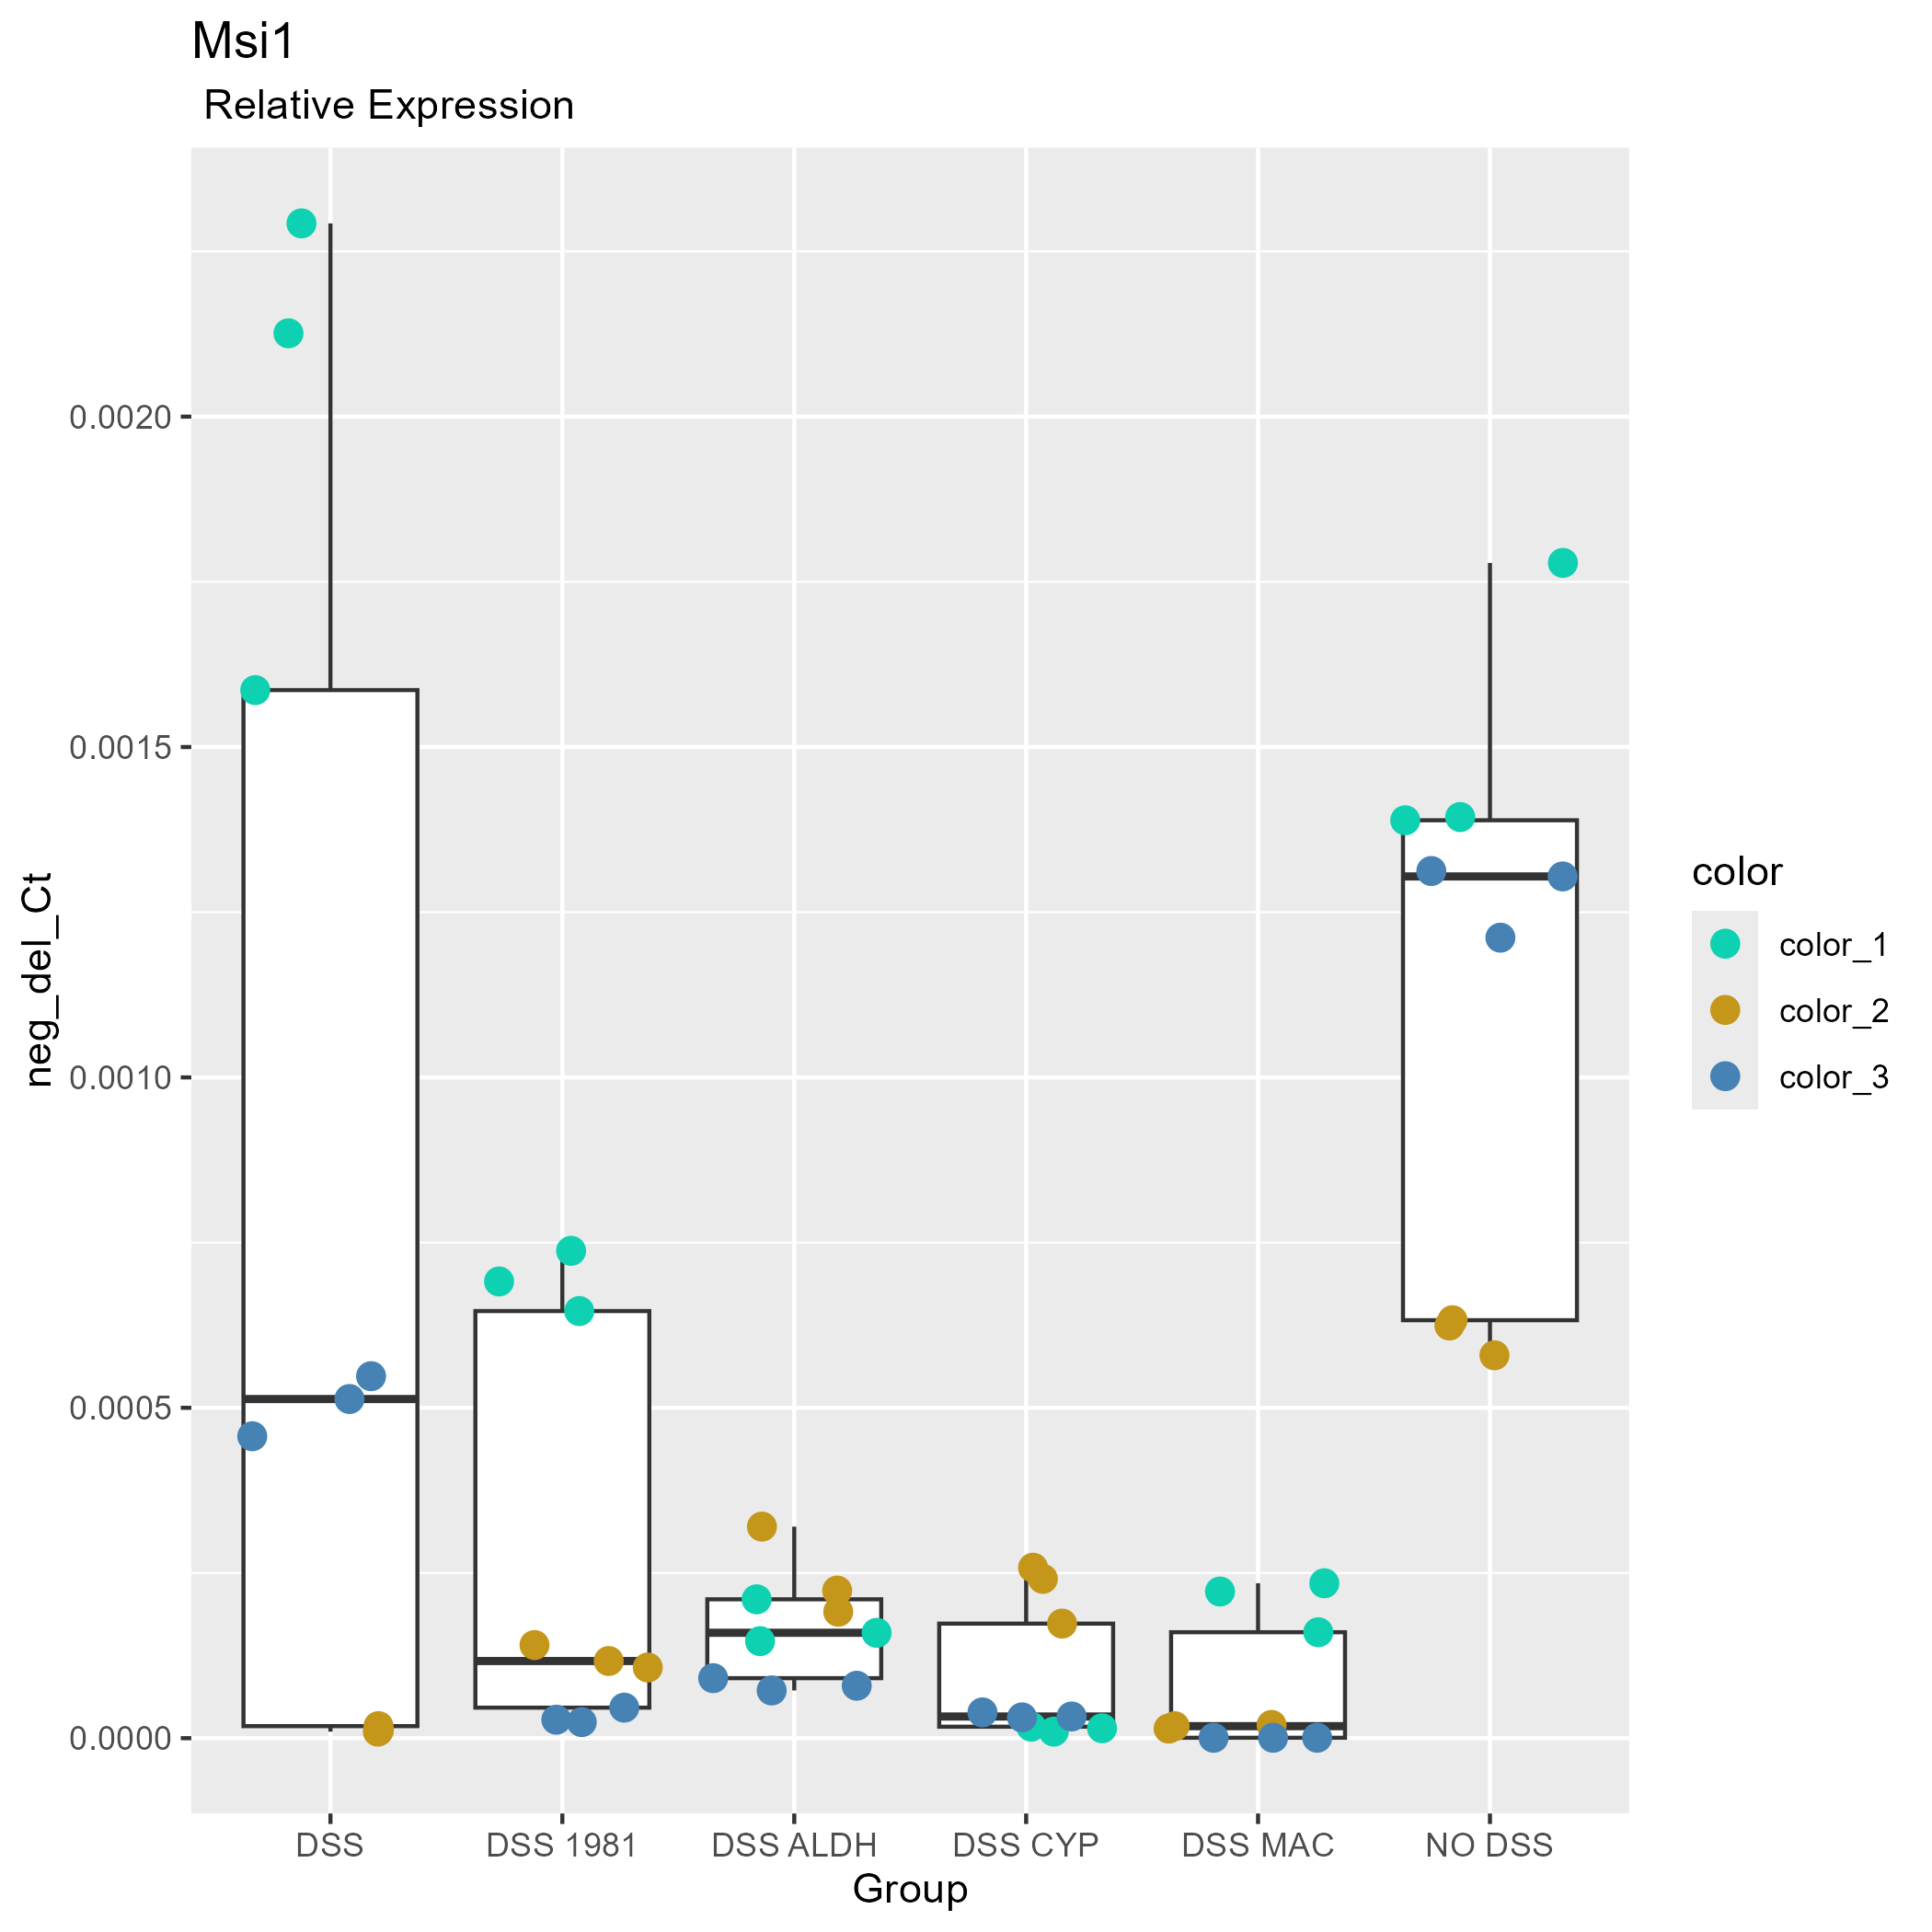 Msi1
Relative Expression
neg_del_Ct
0.0020
0.0015
0.0010
0.0005
0.0000
DSS
DSS 1981
DSS ALDH
DSS CYP
DSS MAC
NO DSS
Group
color
color_1
color_2
color_3